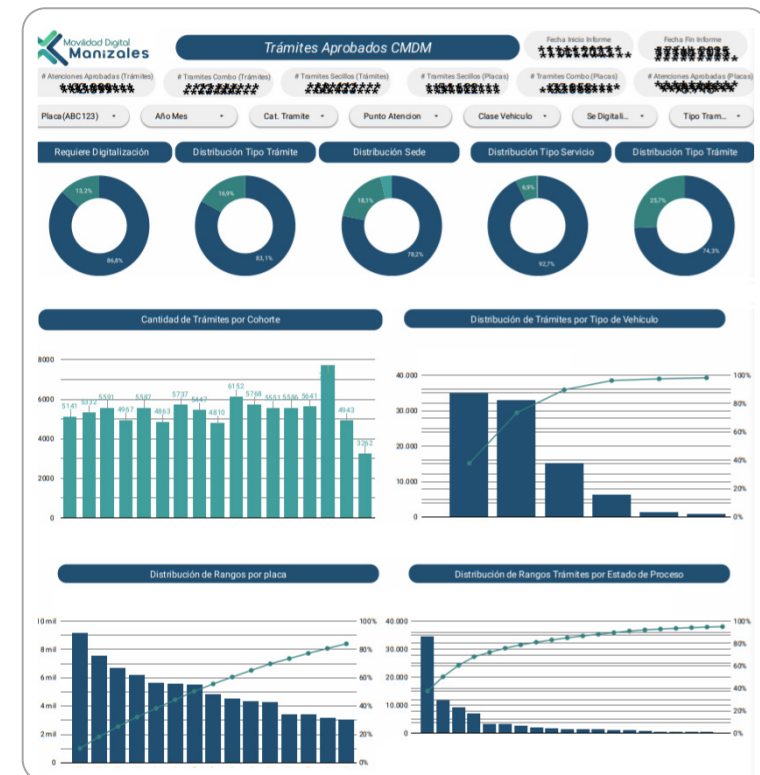 Movilidad Digital
Manizales
Trámites Aprobados CMDM
Fecha Inicio Informe
Fecha Fin Informe
# Atenciones Aprobadas (Trámites)
# Tramites Combo (Trámites)
# Tramites Secillos (Trámites)
# Tramites Secillos (Placas)
# Tramites Combo (Placas)
# Atenciones Aprobadas (Placas)
Placa(ABC123)
Año Mes
Cat. Tramite
Punto Atencion
Clase Vehiculo
Se Digitali...
Tipo Tram...
Requiere Digitalización
Distribución Tipo Trámite
Distribución Sede
Distribución Tipo Servicio
Distribución Tipo Trámite
13,2%
86,8%
16,9%
83,1%
18,1%
78,2%
6,9%
92,7%
25,7%
74,3%
Cantidad de Trámites por Cohorte
8000
6000
4000
2000
0
5141 5332 5591 4967 5587 4863 5737 5447 4810 6152 5768 5551 5586 5641 4943 3262
Distribución de Trámites por Tipo de Vehículo
40.000
30.000
20.000
10.000
0
100%
80%
60%
40%
20%
0%
Distribución de Rangos por placa
10 mil
8 mil
6 mil
4 mil
2 mil
0
100%
80%
60%
40%
20%
0%
Distribución de Rangos Trámites por Estado de Proceso
40.000
30.000
20.000
10.000
0
100%
80%
60%
40%
20%
0%